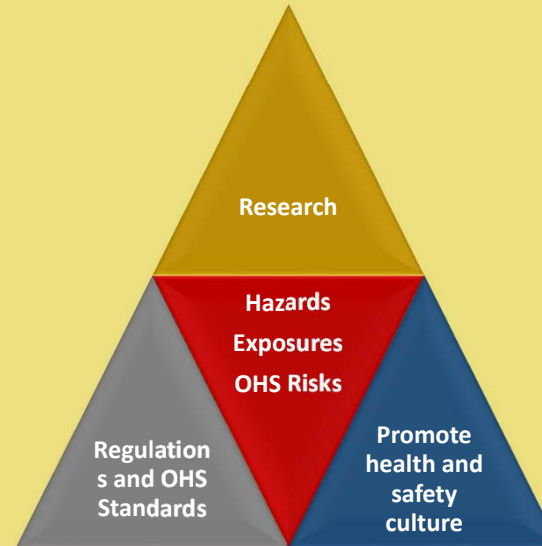 Research
Hazards
Exposures
OHS Risks
Regulation
s and OHS
Standards
Promote
health and
safety
culture